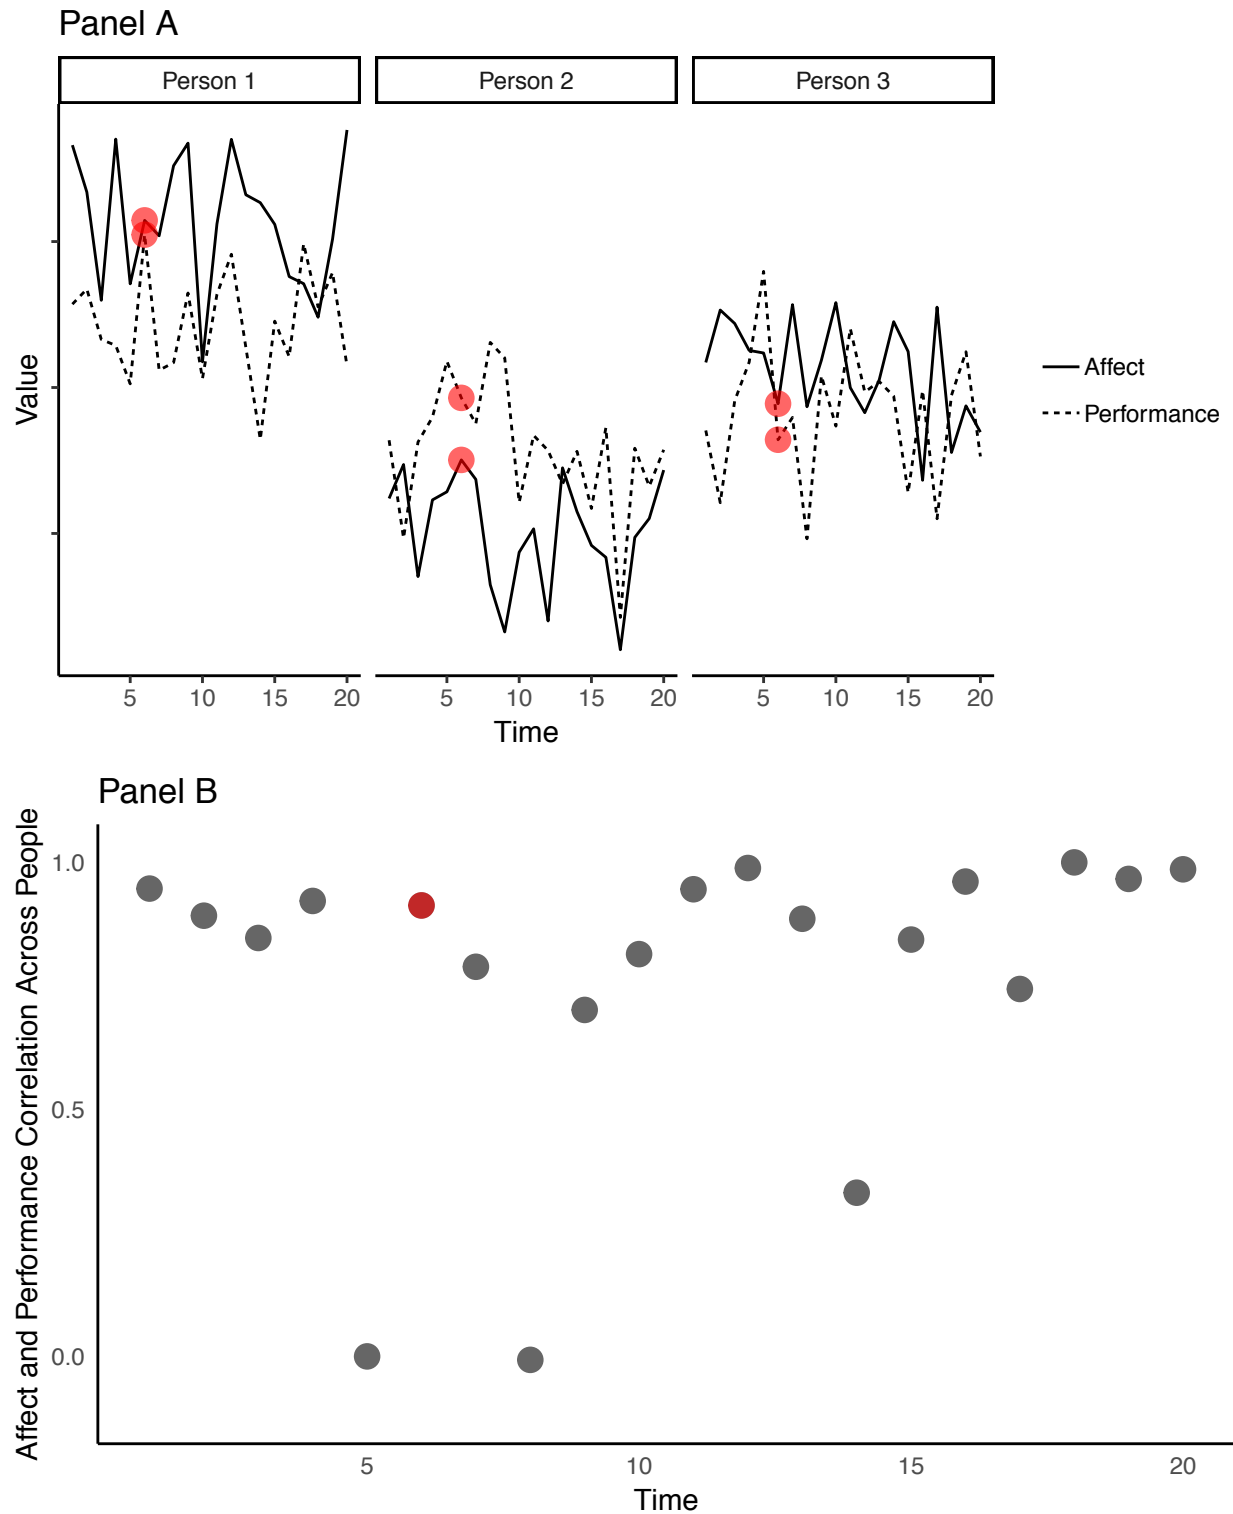 Panel A
Person 1
Person 2
Person 3
Value
Affect
Performance
5 10 15 20
5 10 15 20
5 10 15 20
Time
Panel B
Affect and Performance Correlation Across People
1.0
0.5
0.0
5 10 15 20
Time